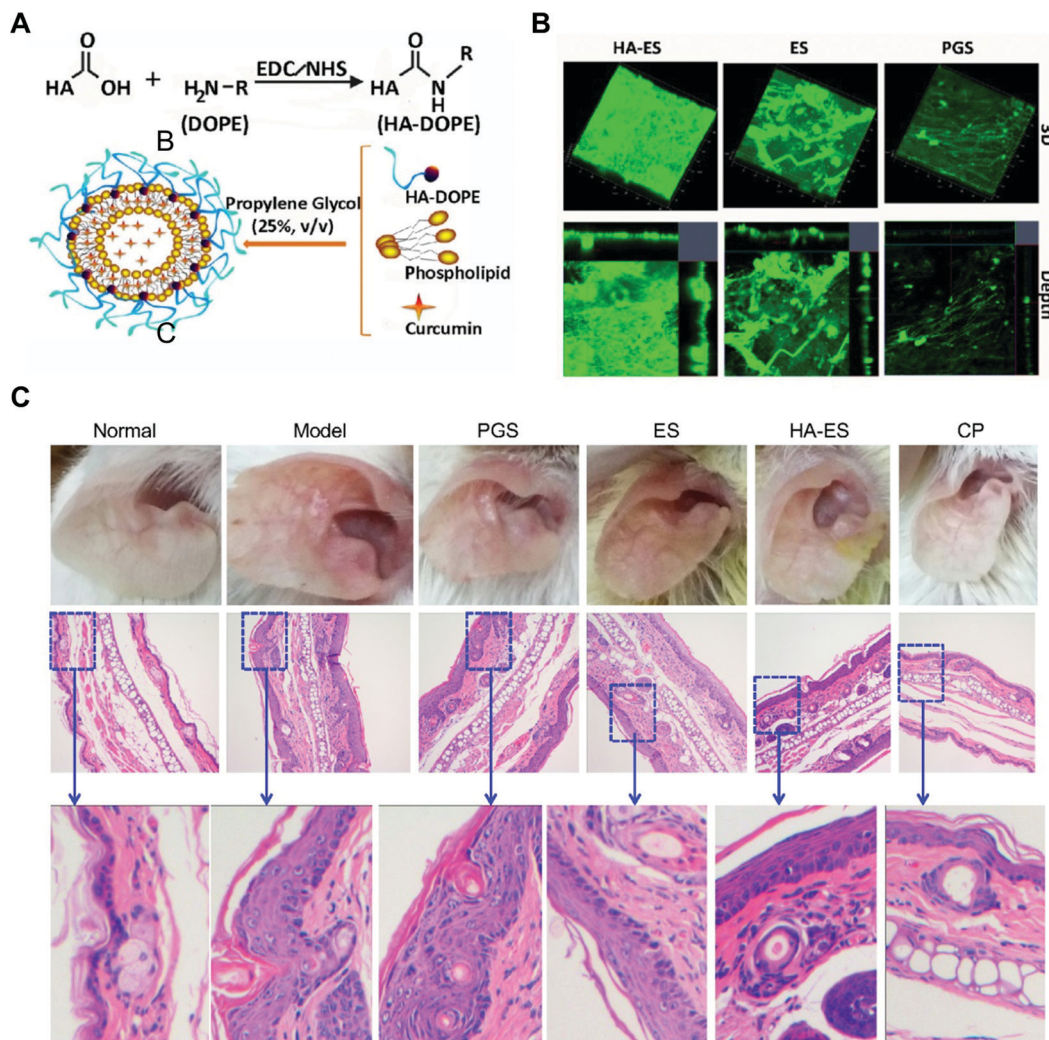 A
O
HA
OH
+
H₂N–R
(DOPE)
EDC/NHS
O
HA
N
H
R
(HA-DOPE)
B
C
Propylene Glycol
(25%, v/v)
HA-DOPE
Phospholipid
Curcumin
B
HA-ES
ES
PGS
3D
Depth
C
Normal
Model
PGS
ES
HA-ES
CP